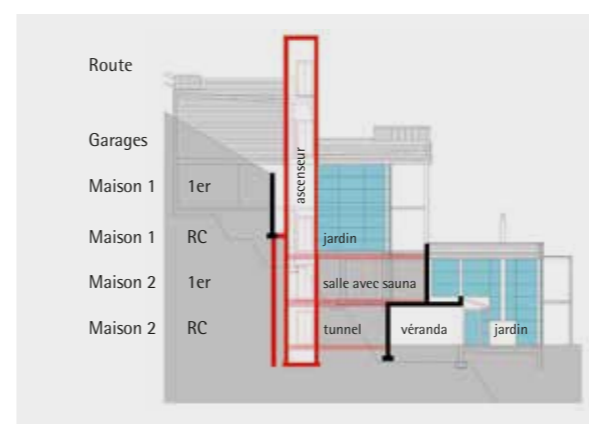 Route
Garages
Maison 1 1er
Maison 1 RC jardin
Maison 2 1er salle avec sauna
Maison 2 RC tunnel véranda jardin
ascenseur